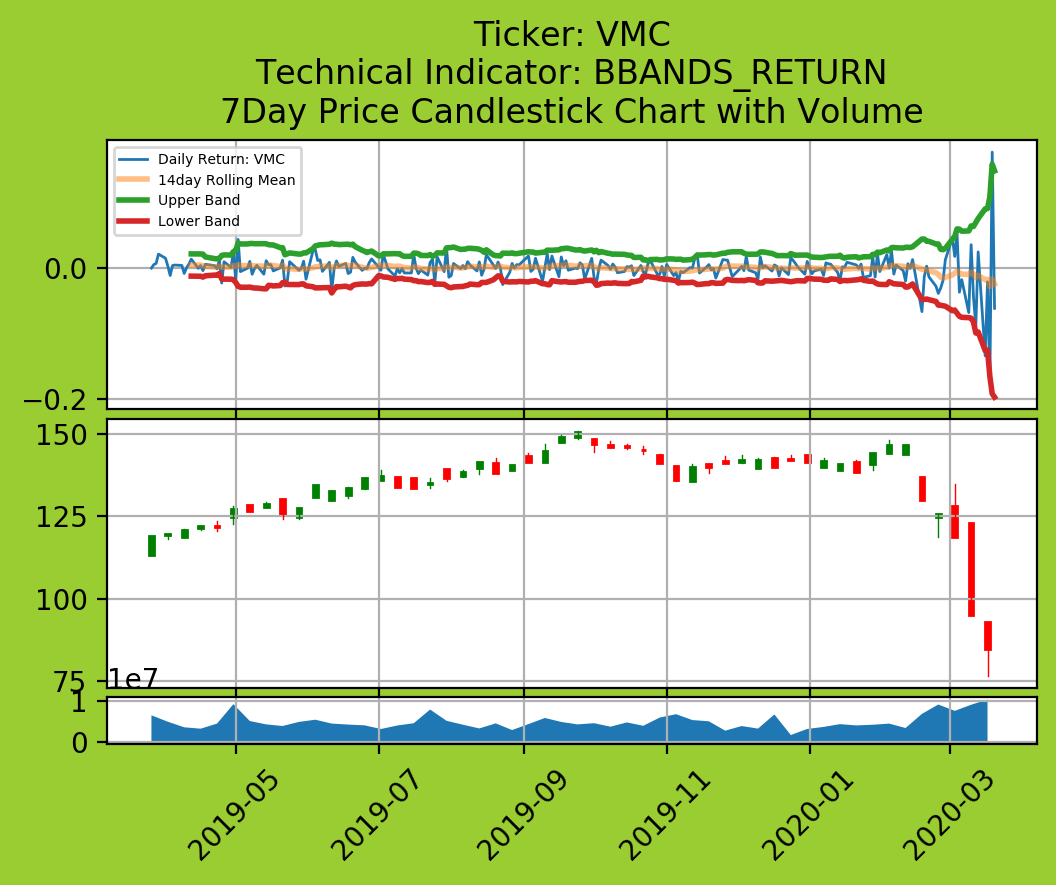 Ticker: VMC
Technical Indicator: BBANDS_RETURN
7Day Price Candlestick Chart with Volume
Daily Return: VMC
14day Rolling Mean
Upper Band
Lower Band
0.0
−0.2
150
125
100
75
1e7
1
0
2019-05
2019-07
2019-09
2019-11
2020-01
2020-03